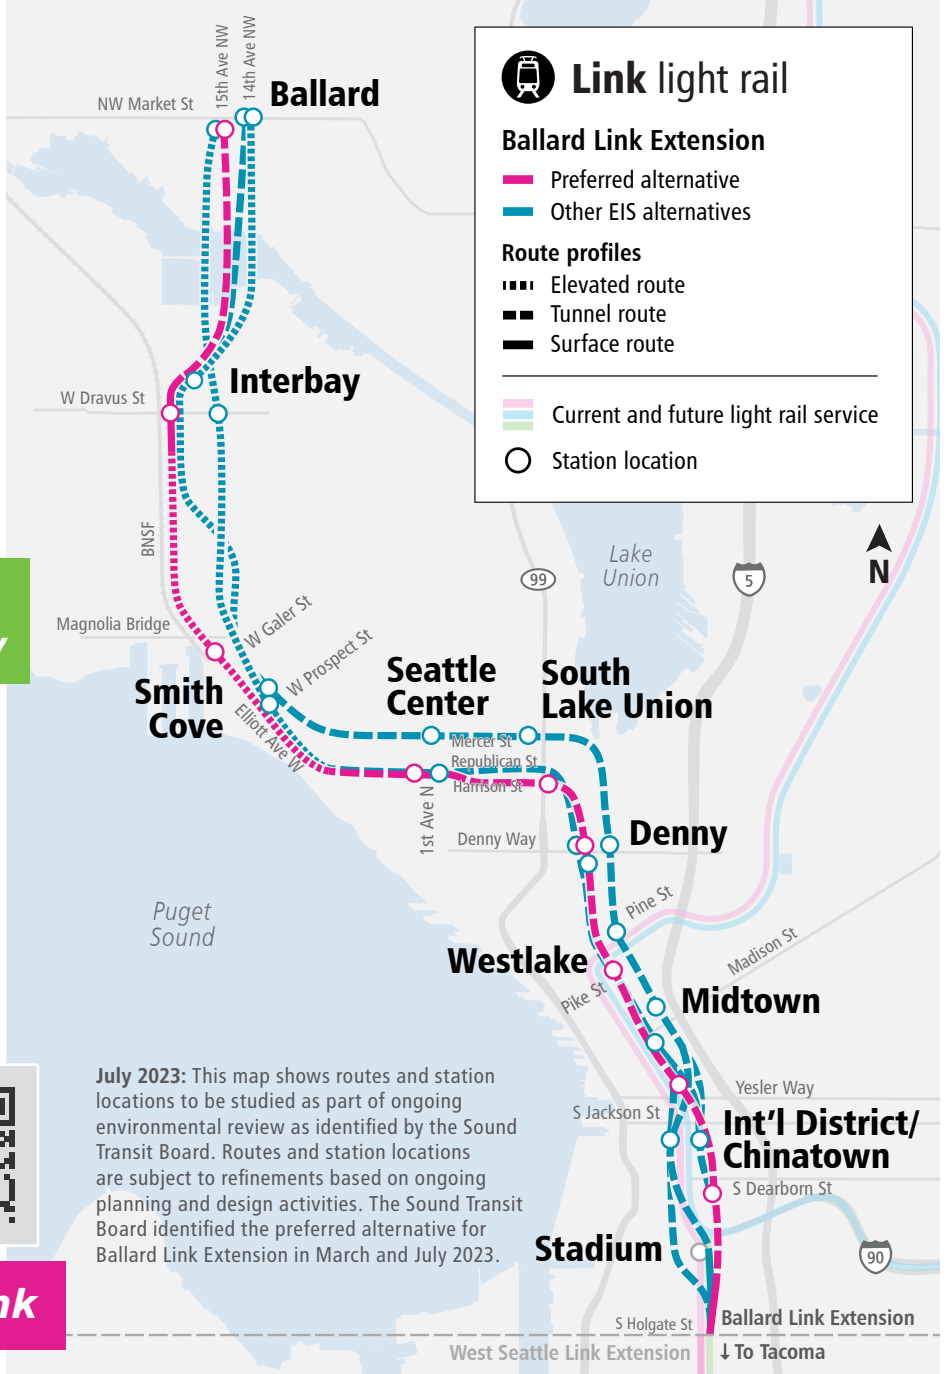 15th Ave NW
14th Ave NW
Ballard
NW Market St
Link light rail
Ballard Link Extension
Preferred alternative
Other EIS alternatives
Route profiles
Elevated route
Tunnel route
Surface route
Current and future light rail service
Station location
Interbay
W Dravus St
BNSF
Lake
Union
99
5
N
Magnolia Bridge
W Galer St
W Prospect St
Smith
Cove
Elliott Ave W
Seattle
Center
South
Lake Union
Mercer St
Republican St
Harrison St
1st Ave N
Denny Way
Denny
Puget
Sound
Pine St
Westlake
Madison St
Pike St
Midtown
July 2023: This map shows routes and station
locations to be studied as part of ongoing
environmental review as identified by the Sound
Transit Board. Routes and station locations
are subject to refinements based on ongoing
planning and design activities. The Sound Transit
Board identified the preferred alternative for
Ballard Link Extension in March and July 2023.
Yesler Way
S Jackson St
Int'l District/
Chinatown
S Dearborn St
Stadium
90
nk
S Holgate St
Ballard Link Extension
West Seattle Link Extension
↓ To Tacoma